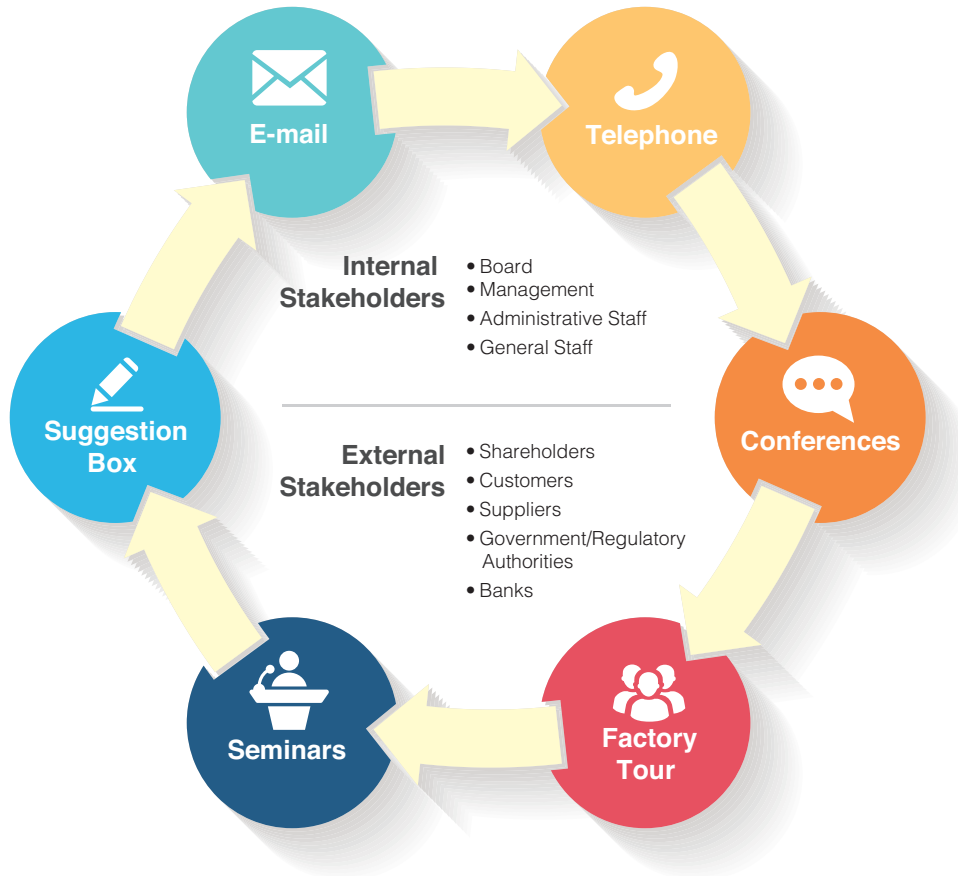 E-mail
Telephone
Internal
Stakeholders
• Board
• Management
• Administrative Staff
• General Staff
Suggestion
Box
Conferences
External
Stakeholders
• Shareholders
• Customers
• Suppliers
• Government/Regulatory
Authorities
• Banks
Seminars
Factory
Tour